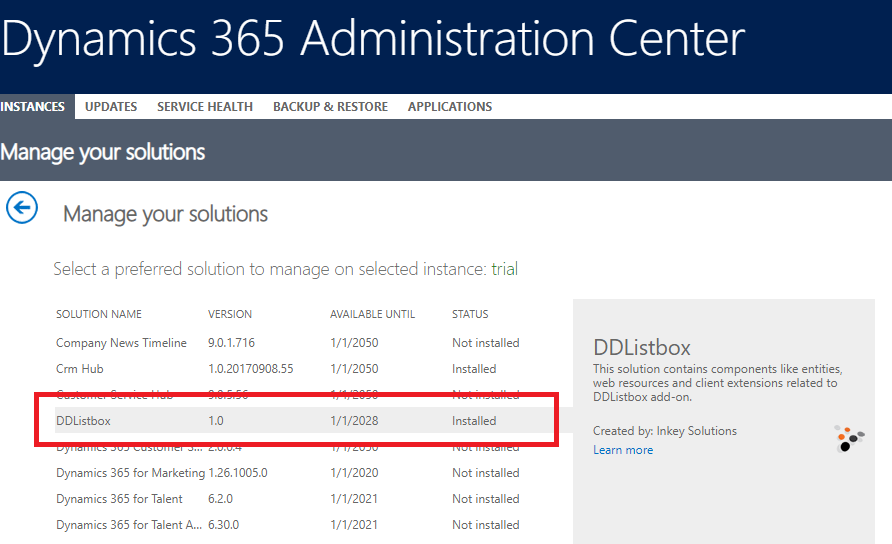 Dynamics 365 Administration Center
INSTANCES UPDATES SERVICE HEALTH BACKUP & RESTORE APPLICATIONS
Manage your solutions
Manage your solutions
Select a preferred solution to manage on selected instance: trial
SOLUTION NAME VERSION AVAILABLE UNTIL STATUS
Company News Timeline 9.0.1.716 1/1/2050 Not installed
Crm Hub 1.0.20170908.55 1/1/2050 Installed
Customer Service Hub 9.0.5.56 1/1/2050 Not installed
DDListbox 1.0 1/1/2028 Installed
Dynamics 365 Customer S... 2.0.0.4 1/1/2050 Not installed
Dynamics 365 for Marketing 1.26.1005.0 1/1/2020 Not installed
Dynamics 365 for Talent 6.2.0 1/1/2021 Not installed
Dynamics 365 for Talent A... 6.30.0 1/1/2021 Not installed
DDListbox
This solution contains components like entities,
web resources and client extensions related to
DDListbox add-on.
Created by: Inkey Solutions
Learn more